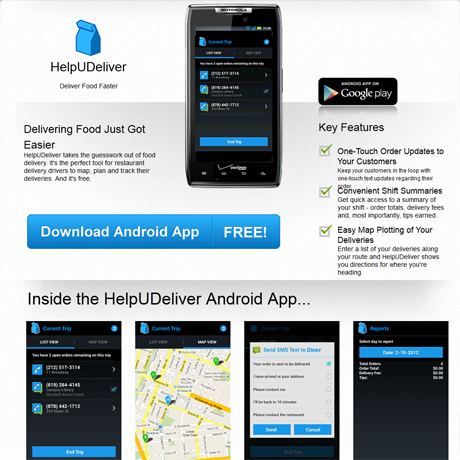 HelpUDeliver
Deliver Food Faster
MOTOROLA
Current Trip
LIST VIEW
MAP VIEW
You have 2 open orders remaining on this trip
(212) 517-3114
(819) 284-4145
(878) 442-1713
End Trip
verizon
ANDROID APP ON
Google play
Delivering Food Just Got
Easier
HelpUDeliver takes the guesswork out of food
delivery. It's the perfect tool for restaurant
delivery drivers to map, plan and track their
deliveries. And it's free.
Download Android App
FREE!
Key Features
One-Touch Order Updates to
Your Customers
Keep your customers in the loop with
one-touch text updates regarding their
order.
Convenient Shift Summaries
Get quick access to a summary of
your shift - order totals, delivery fees
and, most importantly, tips earned.
Easy Map Plotting of Your
Deliveries
Enter a list of your deliveries along
your route and HelpUDeliver shows
you directions for where you're
heading.
Inside the HelpUDeliver Android App...
Current Trip
LIST VIEW
MAP VIEW
You have 2 open orders remaining on this trip
(212) 517-3114
(819) 284-4145
(878) 442-1712
End Trip
Current Trip
LIST VIEW
MAP VIEW
Current Trip
Send SMS Text to Diner
Your order is next to be delivered
I have arrived at your address
Please contact me
I'll be back in 10 minutes
Please contact the restaurant
Send
Cancel
End Trip
Reports
Select day to report
Date: 2-10-2012
Total Orders:
0
Order Total:
$0.00
Delivery Fee:
$0.00
Tips:
$0.00